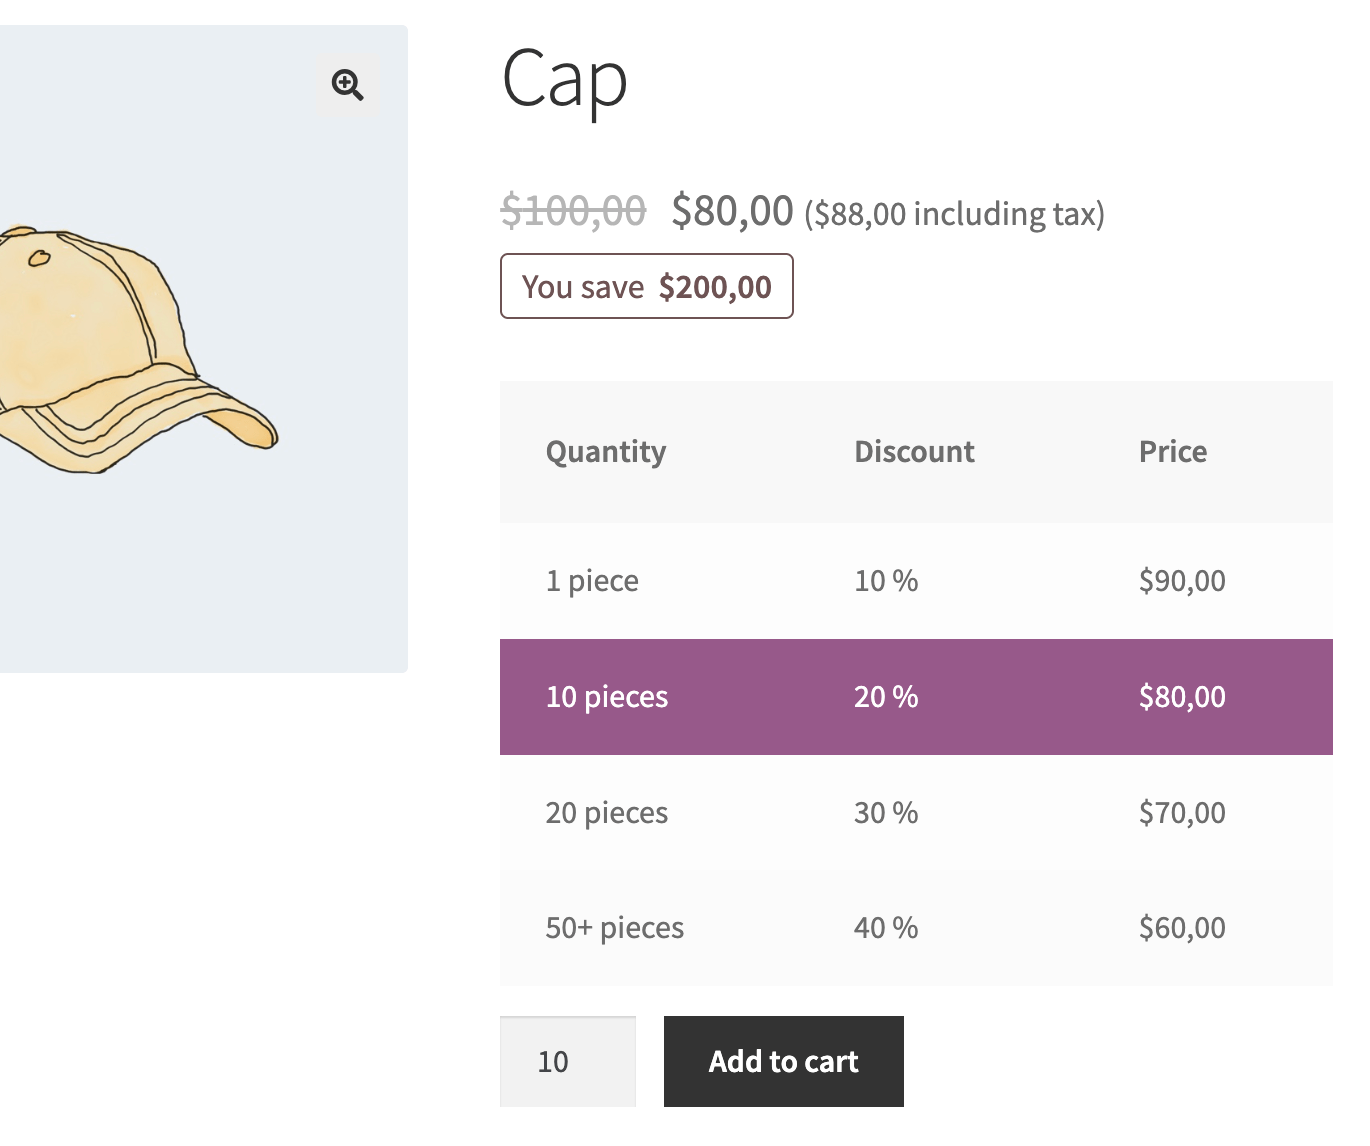 Cap
$100,00 $80,00 ($88,00 including tax)
You save $200,00
Quantity Discount Price
1 piece 10 % $90,00
10 pieces 20 % $80,00
20 pieces 30 % $70,00
50+ pieces 40 % $60,00
10 Add to cart